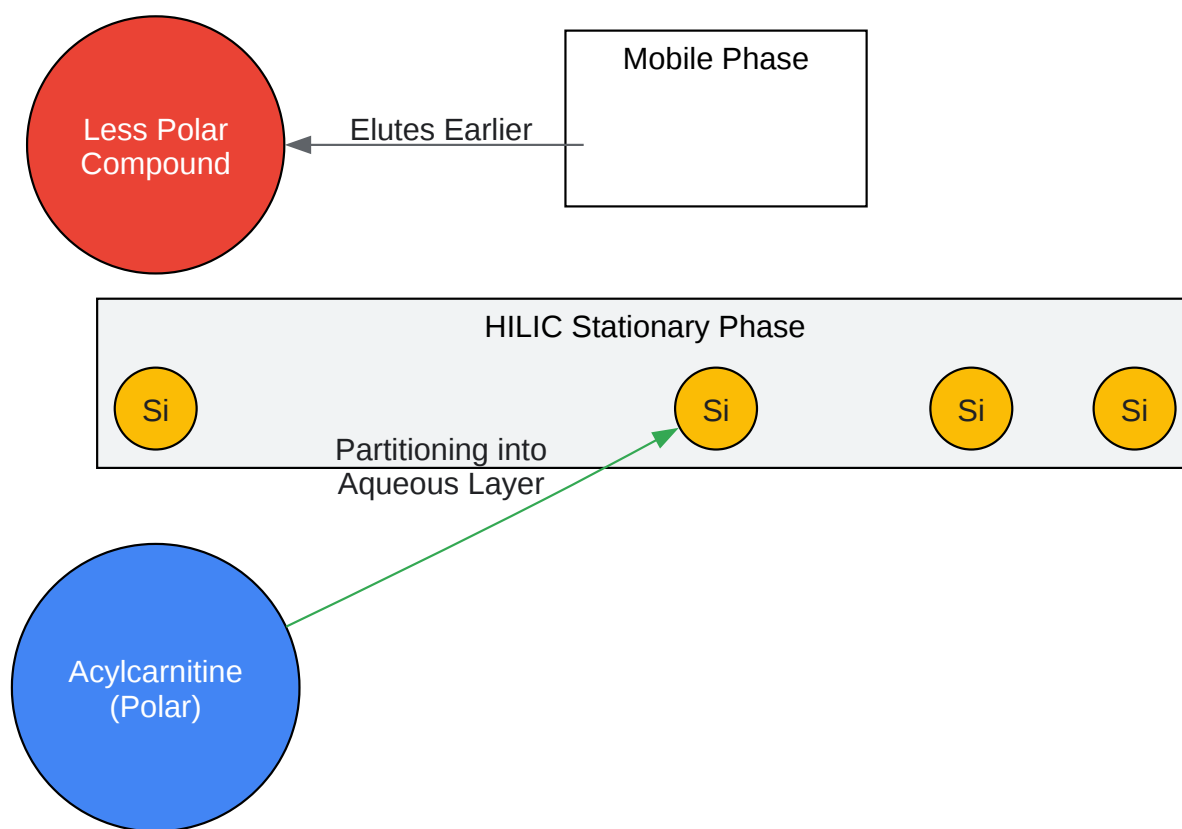 Mobile Phase
Less Polar
Compound
Elutes Earlier
HILIC Stationary Phase
Si
Si
Si
Si
Partitioning into
Aqueous Layer
Acylcarnitine
(Polar)